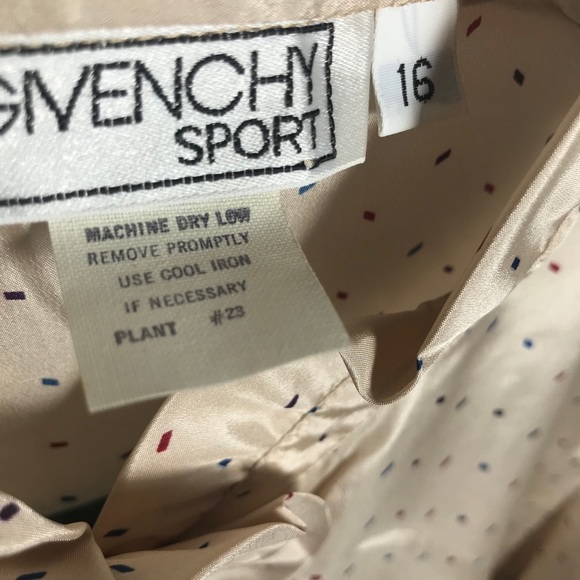 GIVENCHY
SPORT
16
MACHINE DRY LOW
REMOVE PROMPTLY
USE COOL IRON
IF NECESSARY
PLANT #23